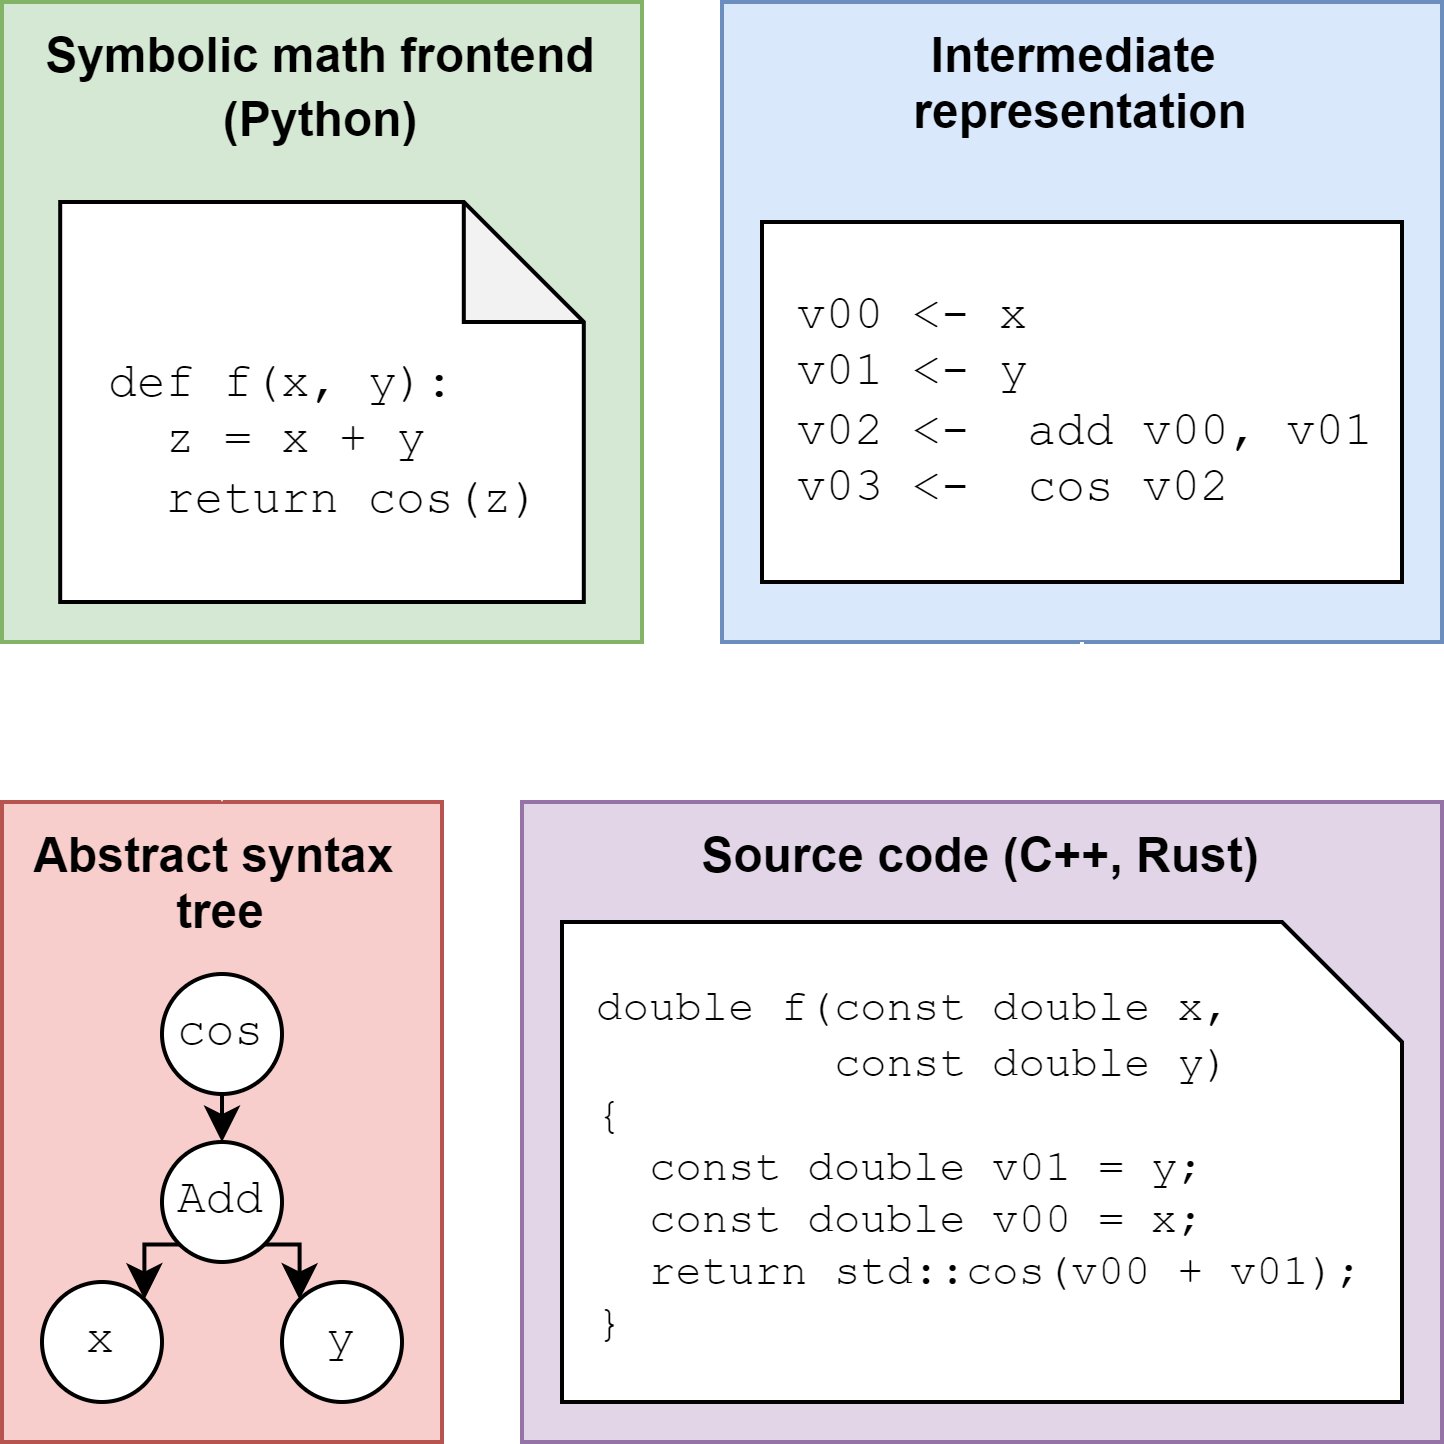 Symbolic math frontend
(Python)
def f(x, y):
  z = x + y
  return cos(z)
Intermediate
representation
v00 <- x
v01 <- y
v02 <-  add v00, v01
v03 <-  cos v02
Abstract syntax
tree
cos
Add
x
y
Source code (C++, Rust)
double f(const double x,
         const double y)
{
  const double v01 = y;
  const double v00 = x;
  return std::cos(v00 + v01);
}